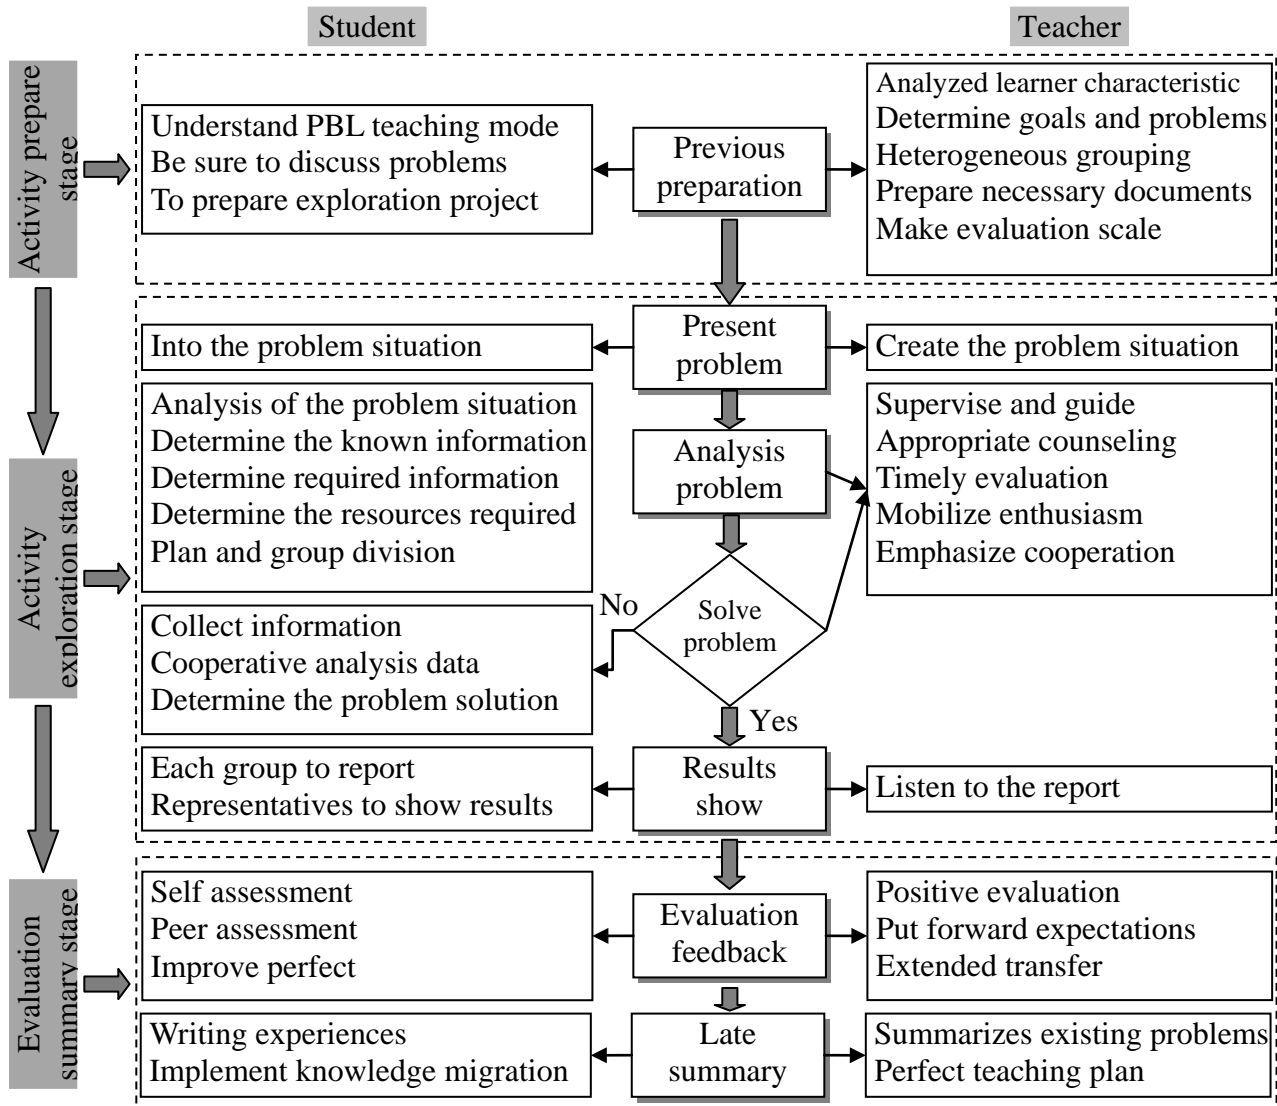 Student
Teacher
Activity prepare
stage
Understand PBL teaching mode
Be sure to discuss problems
To prepare exploration project
Previous
preparation
Analyzed learner characteristic
Determine goals and problems
Heterogeneous grouping
Prepare necessary documents
Make evaluation scale
Activity
exploration stage
Into the problem situation
Present
problem
Create the problem situation
Analysis of the problem situation
Determine the known information
Determine required information
Determine the resources required
Plan and group division
Analysis
problem
Supervise and guide
Appropriate counseling
Timely evaluation
Mobilize enthusiasm
Emphasize cooperation
No
Solve
problem
Collect information
Cooperative analysis data
Determine the problem solution
Yes
Each group to report
Representatives to show results
Results
show
Listen to the report
Evaluation
summary stage
Self assessment
Peer assessment
Improve perfect
Evaluation
feedback
Positive evaluation
Put forward expectations
Extended transfer
Writing experiences
Implement knowledge migration
Late
summary
Summarizes existing problems
Perfect teaching plan